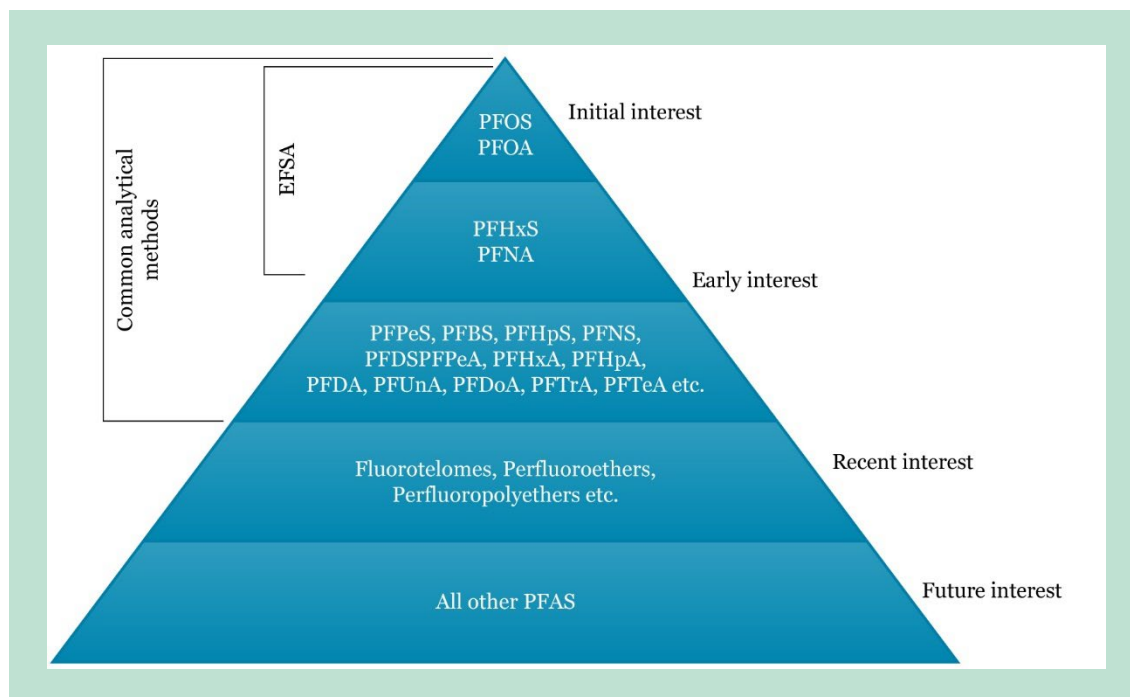 Common analytical
methods
EFSA
PFOS
PFOA
Initial interest
PFHxS
PFNA
Early interest
PFPeS, PFBS, PFHpS, PFNS,
PFDSPFPeA, PFHxA, PFHpA,
PFDA, PFUnA, PFDoA, PFTrA, PFTeA etc.
Fluorotelomes, Perfluoroethers,
Perfluoropolyethers etc.
Recent interest
All other PFAS
Future interest